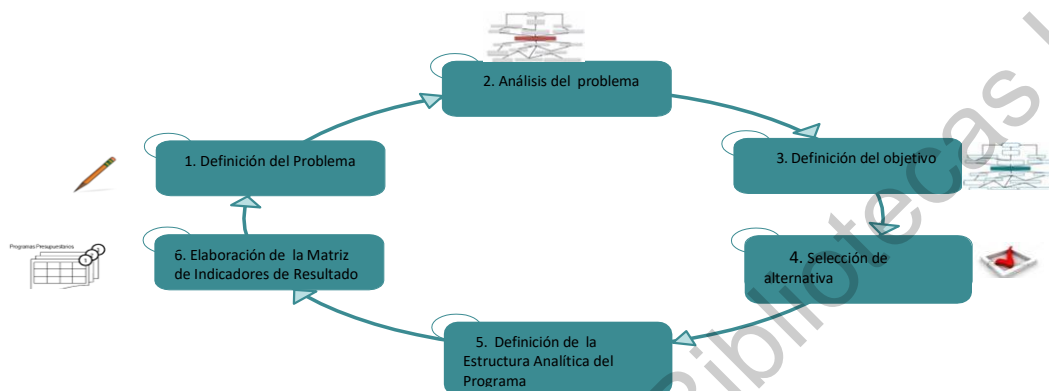 2. Análisis del problema
1. Definición del Problema
3. Definición del objetivo
Programas Presupuestarios
6. Elaboración de la Matriz
de Indicadores de Resultado
4. Selección de
alternativa
5. Definición de la
Estructura Analítica del
Programa
Bibliotecas